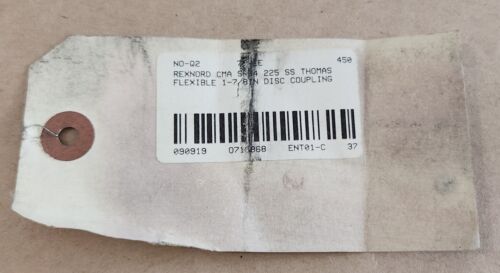 NO-Q2 450
REXNORD CMA 225 SS THOMAS
FLEXIBLE 1-7/8IN DISC COUPLING
090919 ENT01-C 37